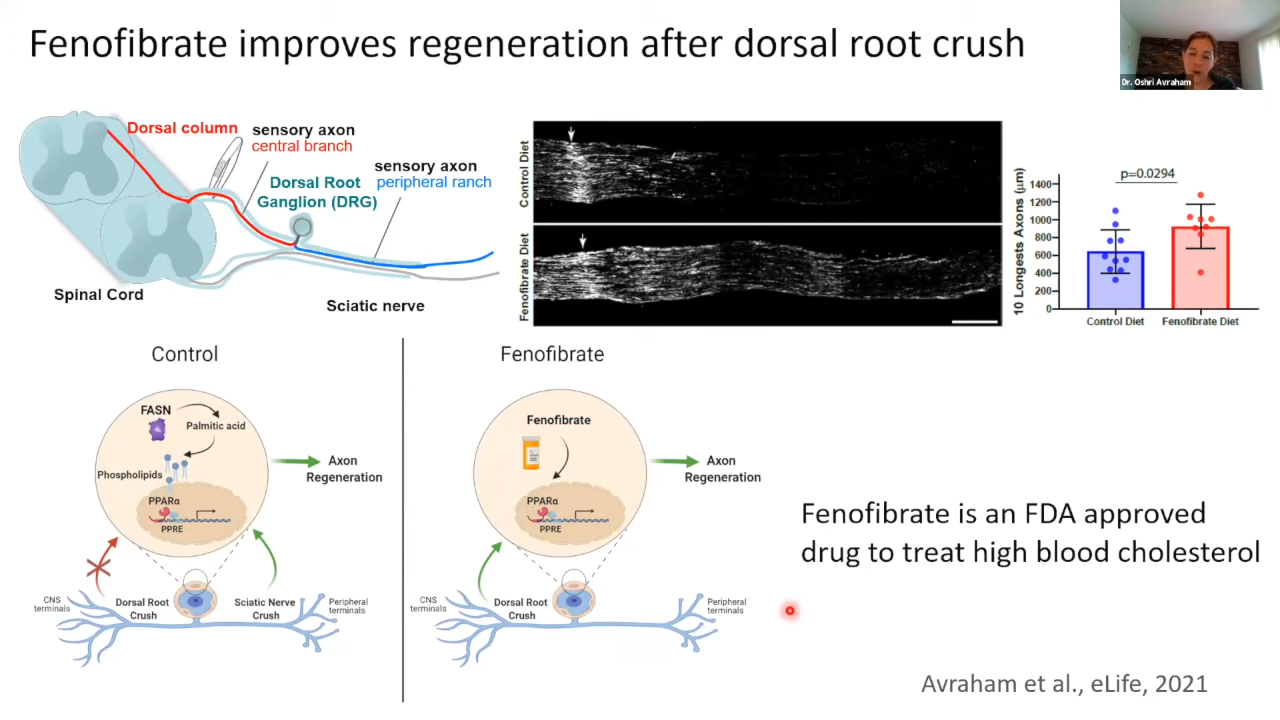 Fenofibrate improves regeneration after dorsal root crush
Dr. Oshri Avraham
Dorsal column
sensory axon
central branch
sensory axon
peripheral ranch
Dorsal Root
Ganglion (DRG)
Spinal Cord
Sciatic nerve
Control Diet
Fenofibrate Diet
10 Longests Axons (μm)
p=0.0294
1400
1200
1000
800
600
400
200
0
Control Diet
Fenofibrate Diet
Control
FASN
Palmitic acid
Phospholipids
PPARα
PPRE
Axon
Regeneration
CNS
terminals
Dorsal Root
Crush
Sciatic Nerve
Crush
Peripheral
terminals
Fenofibrate
Fenofibrate
PPARα
PPRE
Axon
Regeneration
CNS
terminals
Dorsal Root
Crush
Peripheral
terminals
Fenofibrate is an FDA approved
drug to treat high blood cholesterol
Avraham et al., eLife, 2021